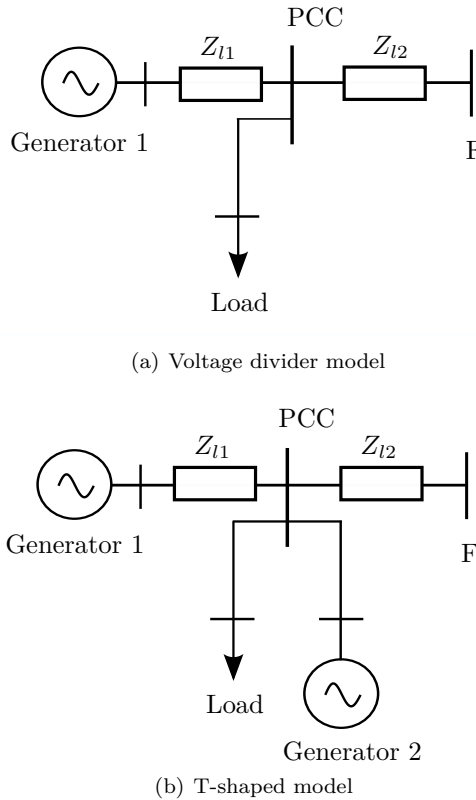 PCC
Z_{l1} Z_{l2}
Generator 1
F
Load
(a) Voltage divider model
PCC
Z_{l1} Z_{l2}
Generator 1
F
Load
Generator 2
(b) T-shaped model